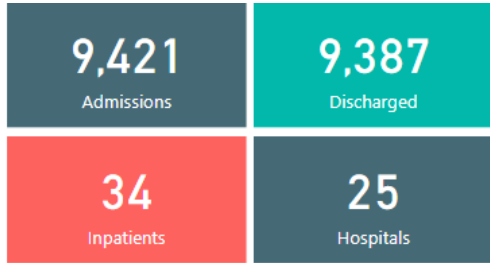 9,421
Admissions
9,387
Discharged
34
Inpatients
25
Hospitals